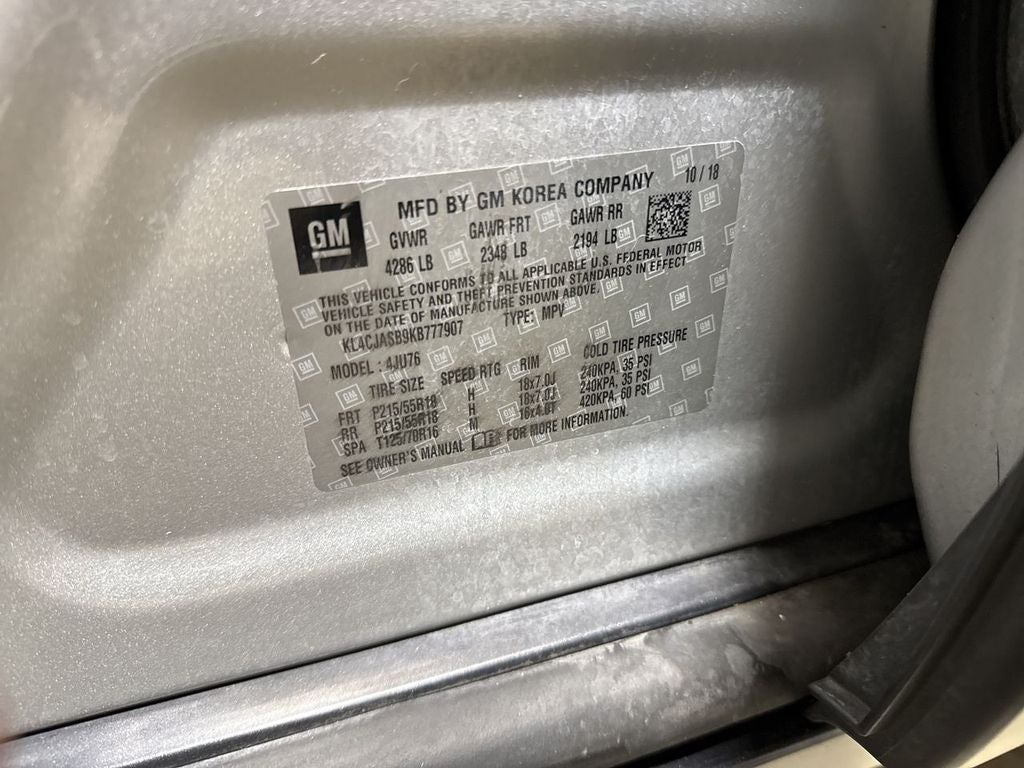 GM
MFD BY GM KOREA COMPANY 10 / 18
GVWR GAWR FRT GAWR RR
4286 LB 2348 LB 2194 LB
THIS VEHICLE CONFORMS TO ALL APPLICABLE U.S. FEDERAL MOTOR
VEHICLE SAFETY AND THEFT PREVENTION STANDARDS IN EFFECT
ON THE DATE OF MANUFACTURE SHOWN ABOVE.
KL4CJASB9KB777907 TYPE: MPV
MODEL : 4JU76
TIRE SIZE SPEED RTG RIM COLD TIRE PRESSURE
FRT P215/55R18 H 18x7.0J 240KPA, 35 PSI
RR P215/55R18 H 18x7.0J 240KPA, 35 PSI
SPA T125/70R16 M 16x4.0T 420KPA, 60 PSI
SEE OWNER'S MANUAL FOR MORE INFORMATION.